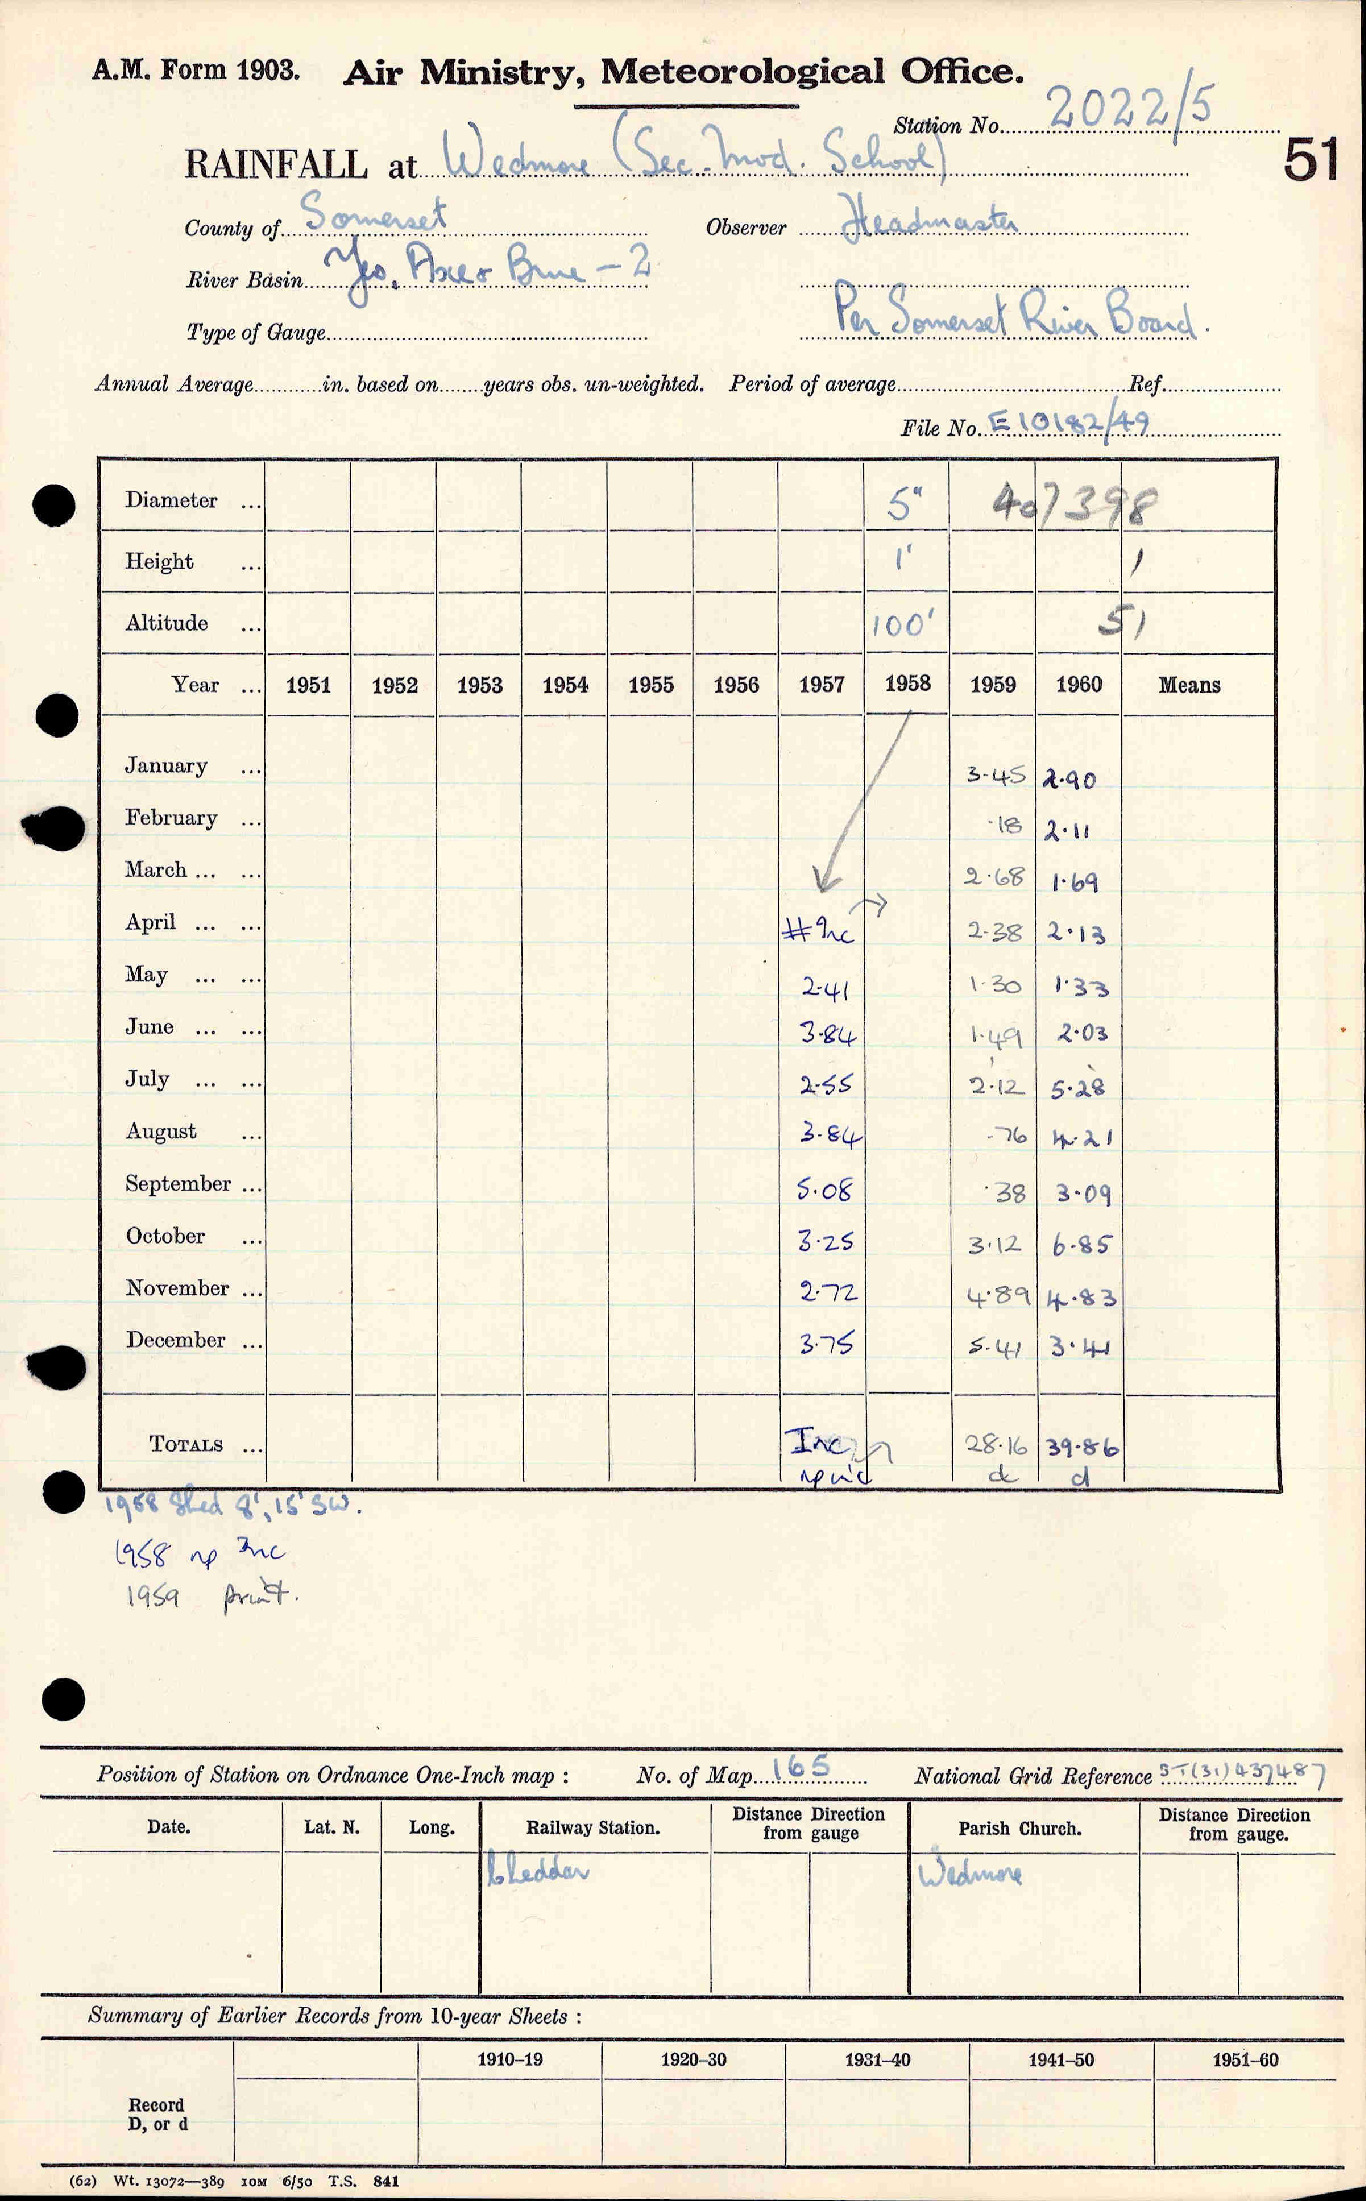 A.M. Form 1903. Air Ministry, Meteorological Office.
Station No. 2022/5
RAINFALL at Wedmore (Sec. Mod. School)
51
County of Somerset Observer Headmaster
River Basin Yeo, Axe & Brue - 2
Type of Gauge Per Somerset River Board.
Annual Average in. based on years obs. un-weighted. Period of average Ref.
File No. E10182/49
Diameter ... 5" 407398
Height ... 1' 1
Altitude ... 100' 51
Year ... 1951 1952 1953 1954 1955 1956 1957 1958 1959 1960 Means
January ... 3.45 2.90
February ... .18 2.11
March ... ... 2.68 1.69
April ... ... # Inc 2.38 2.13
May ... ... 2.41 1.30 1.33
June ... ... 3.84 1.49 2.03
July ... ... 2.55 2.12 5.28
August ... 3.84 .76 4.21
September ... 5.08 .38 3.09
October ... 3.25 3.12 6.85
November ... 2.72 4.89 4.83
December ... 3.75 5.41 3.41
TOTALS ... Inc 28.16 39.86
d d
1958 Shed 8', 15' SW.
1958 np Inc
1959 print.
Position of Station on Ordnance One-Inch map : No. of Map 165 National Grid Reference ST(31)437487
Date. Lat. N. Long. Railway Station. Distance Direction from gauge Parish Church. Distance Direction from gauge.
Cheddar Wedmore
Summary of Earlier Records from 10-year Sheets :
1910–19 1920–30 1931–40 1941–50 1951–60
Record
D, or d
(62) Wt. 13072—389 10M 6/50 T.S. 841